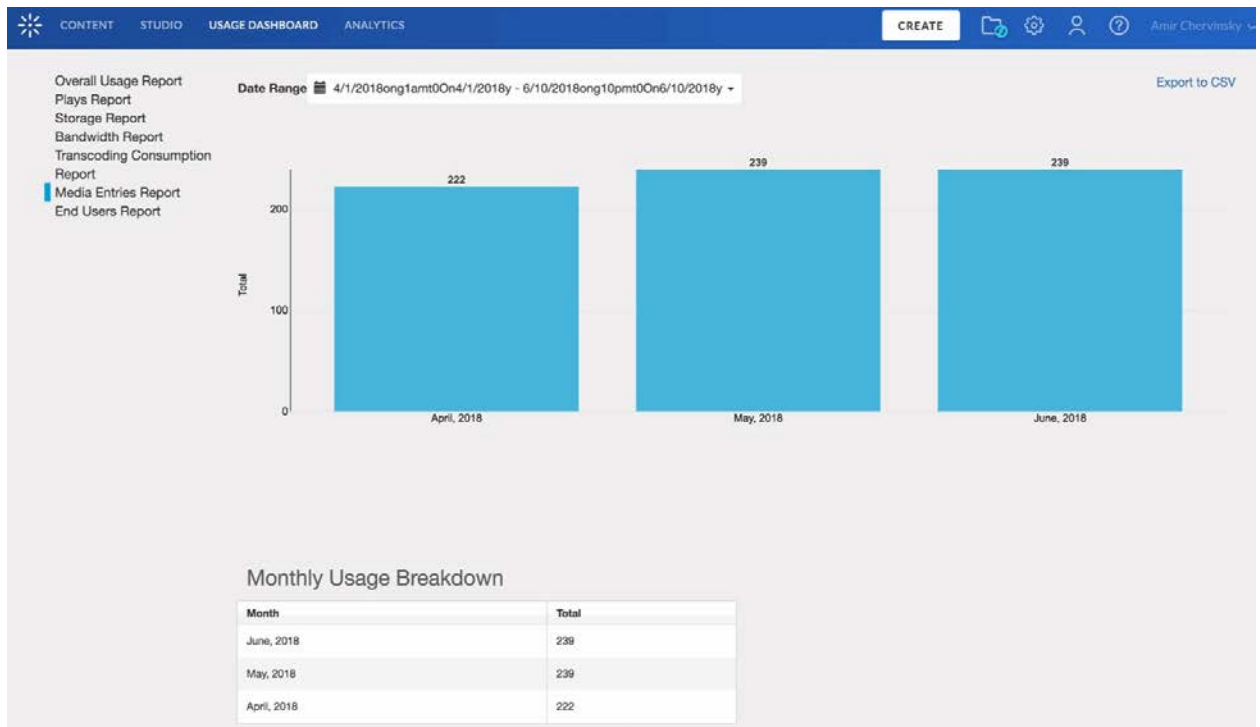 CONTENT STUDIO USAGE DASHBOARD ANALYTICS CREATE Amir Chervinsky
Overall Usage Report
Plays Report
Storage Report
Bandwidth Report
Transcoding Consumption
Report
Media Entries Report
End Users Report
Date Range 4/1/2018ong1amt0On4/1/2018y - 6/10/2018ong10pmt0On6/10/2018y
Export to CSV
222
239
239
200
100
0
Total
April, 2018
May, 2018
June, 2018
Monthly Usage Breakdown
Month Total
June, 2018 239
May, 2018 239
April, 2018 222